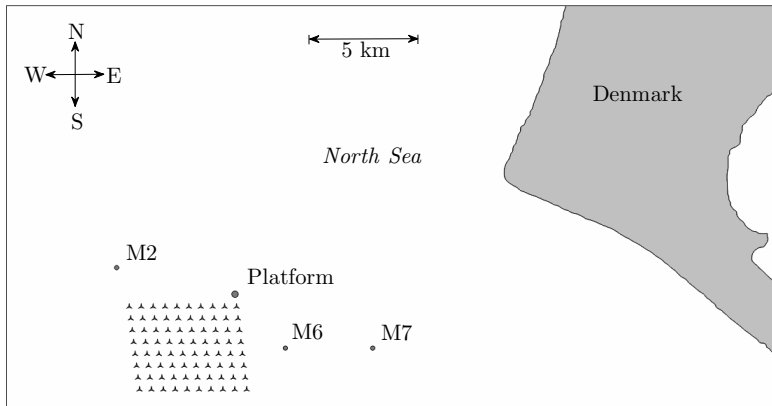 N
W E
S
5 km
Denmark
North Sea
M2
Platform
M6
M7